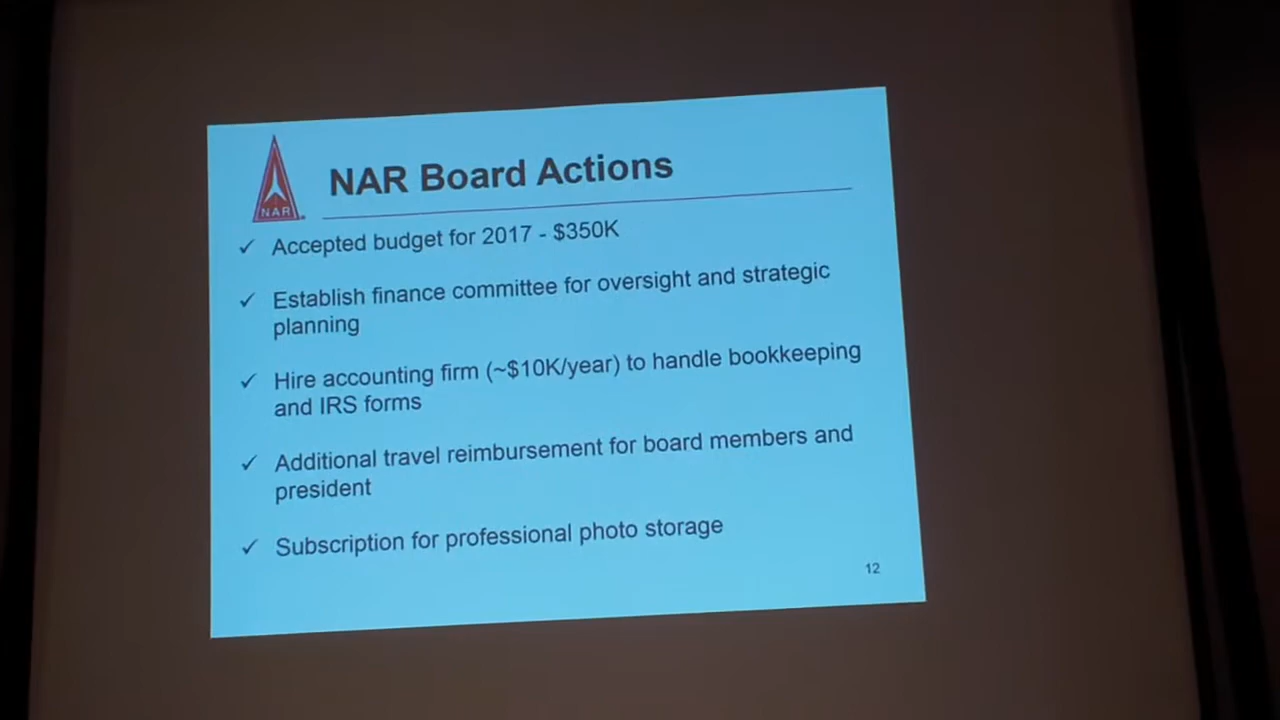 NAR
NAR Board Actions
✓ Accepted budget for 2017 - $350K
✓ Establish finance committee for oversight and strategic
planning
✓ Hire accounting firm (~$10K/year) to handle bookkeeping
and IRS forms
✓ Additional travel reimbursement for board members and
president
✓ Subscription for professional photo storage
12